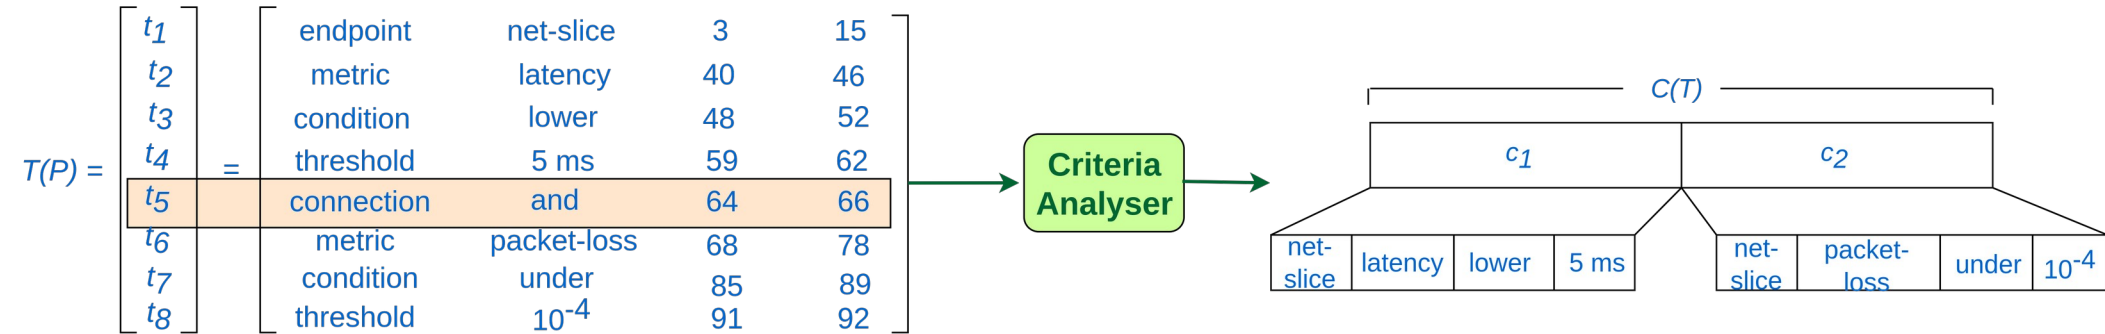 t1 endpoint net-slice 3 15
t2 metric latency 40 46
t3 condition lower 48 52
t4 threshold 5 ms 59 62
T(P) = =
t5 connection and 64 66
t6 metric packet-loss 68 78
t7 condition under 85 89
t8 threshold 10-4 91 92
Criteria
Analyser
C(T)
c1 c2
net-
slice
latency
lower
5 ms
net-
slice
packet-
loss
under
10-4